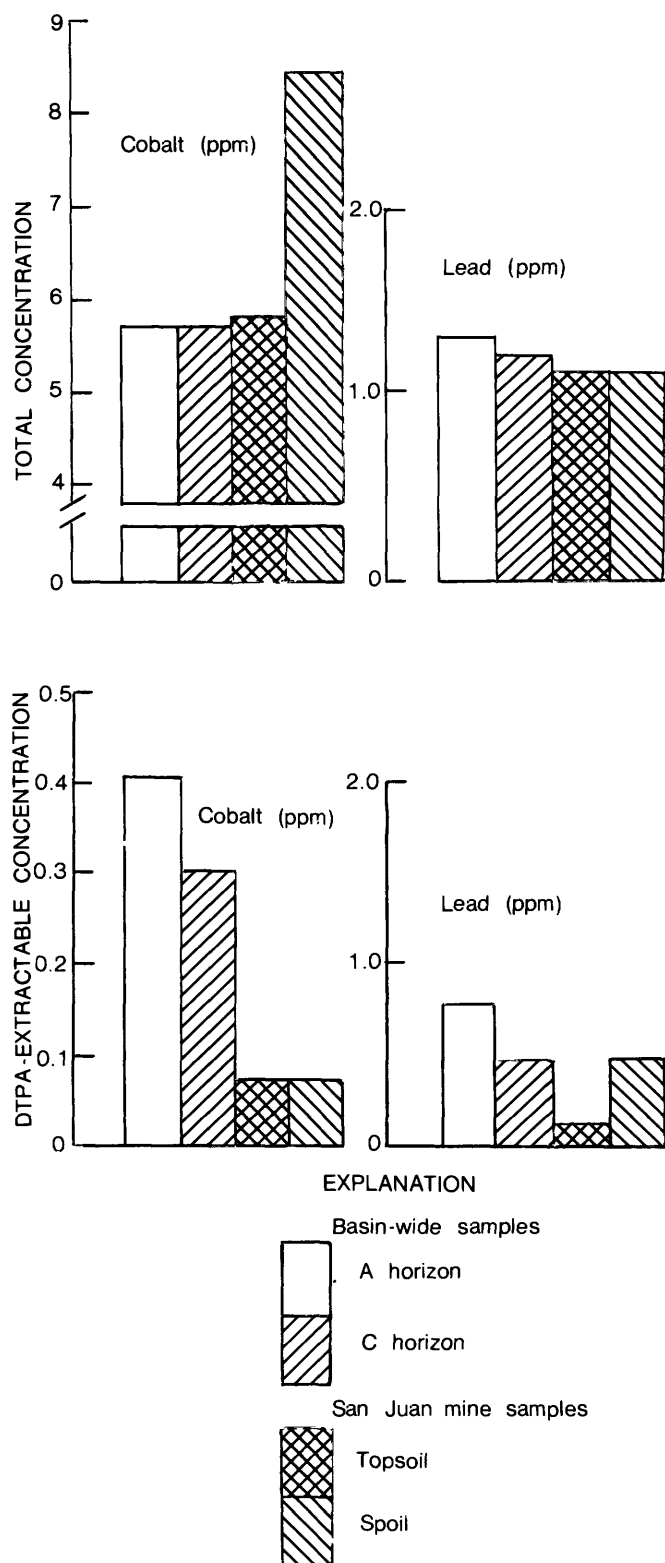 TOTAL CONCENTRATION
9
8
7
6
5
4
0
Cobalt (ppm)
2.0
1.0
0
Lead (ppm)
DTPA-EXTRACTABLE CONCENTRATION
0.5
0.4
0.3
0.2
0.1
0
Cobalt (ppm)
2.0
1.0
0
Lead (ppm)
EXPLANATION
Basin-wide samples
A horizon
C horizon
San Juan mine samples
Topsoil
Spoil